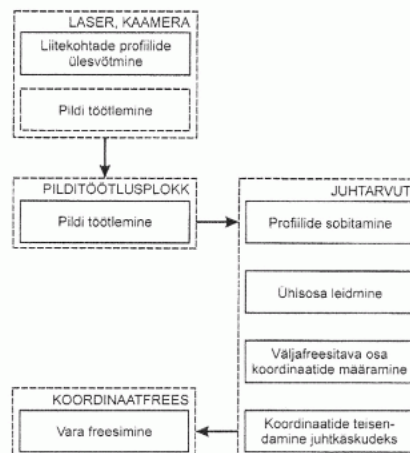 LASER, KAAMERA
Liitekohtade profiilide
ülesvõtmine
Pildi töötlemine
PILDITÖÖTLUSPLOKK
Pildi töötlemine
JUHTARVUT
Profiilide sobitamine
Ühisosa leidmine
Väljafreesitava osa
koordinaatide määramine
Koordinaatide teisen-
damine juhtkäskudeks
KOORDINAATFREES
Vara freesimine